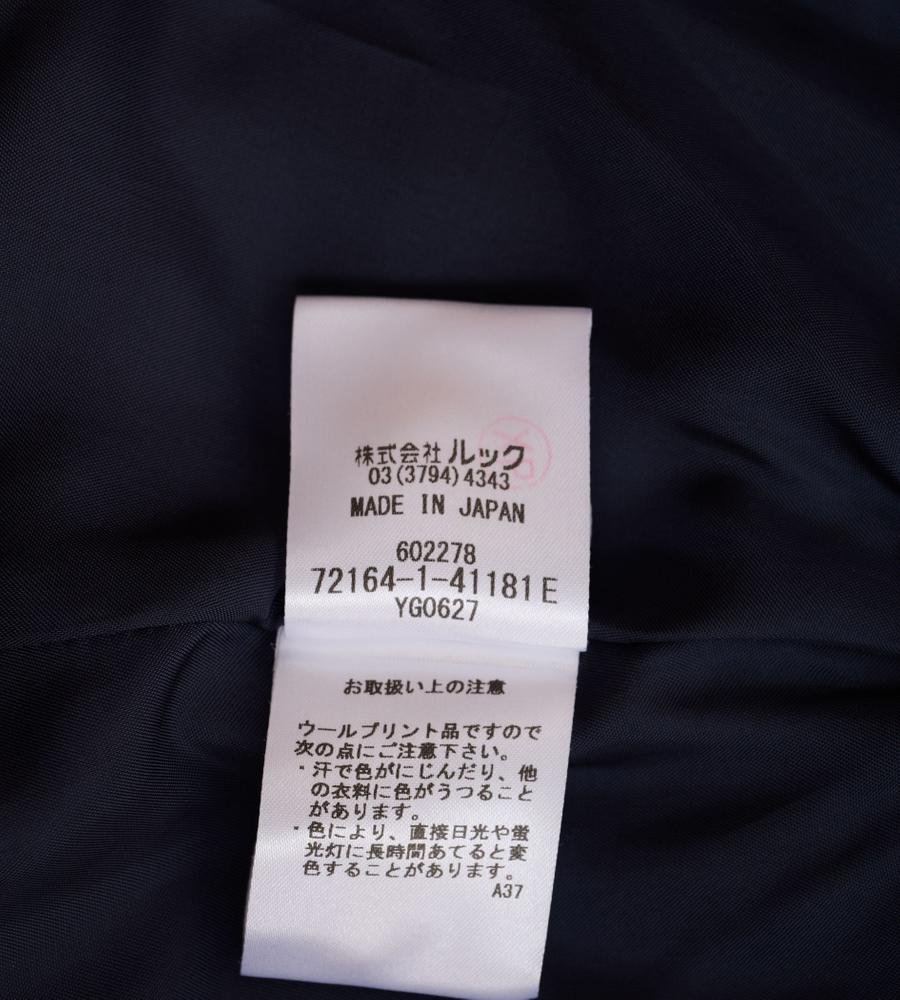 株式会社 ルック
03(3794)4343
MADE IN JAPAN
602278
72164-1-41181E
YG0627
お取扱い上の注意
ウールプリント品ですので
次の点にご注意下さい。
・汗で色がにじんだり、他
の衣料に色がうつること
があります。
・色により、直接日光や蛍
光灯に長時間あてると変
色することがあります。
A37